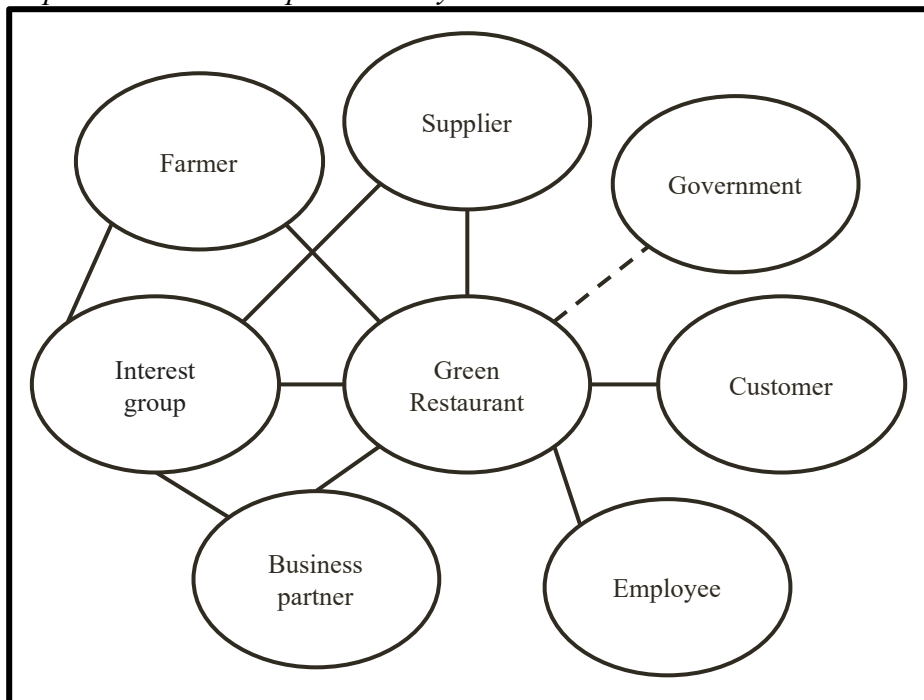 Supplier
Farmer
Government
Interest
group
Green
Restaurant
Customer
Business
partner
Employee